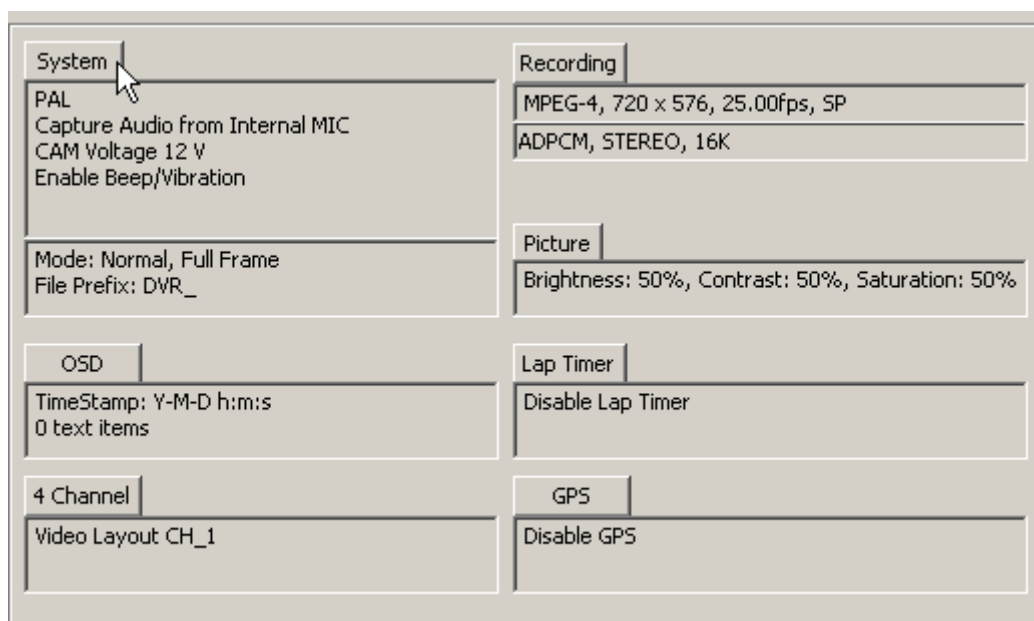 System
PAL
Capture Audio from Internal MIC
CAM Voltage 12 V
Enable Beep/Vibration
Mode: Normal, Full Frame
File Prefix: DVR_
Recording
MPEG-4, 720 x 576, 25.00fps, SP
ADPCM, STEREO, 16K
Picture
Brightness: 50%, Contrast: 50%, Saturation: 50%
OSD
TimeStamp: Y-M-D h:m:s
0 text items
Lap Timer
Disable Lap Timer
4 Channel
Video Layout CH_1
GPS
Disable GPS